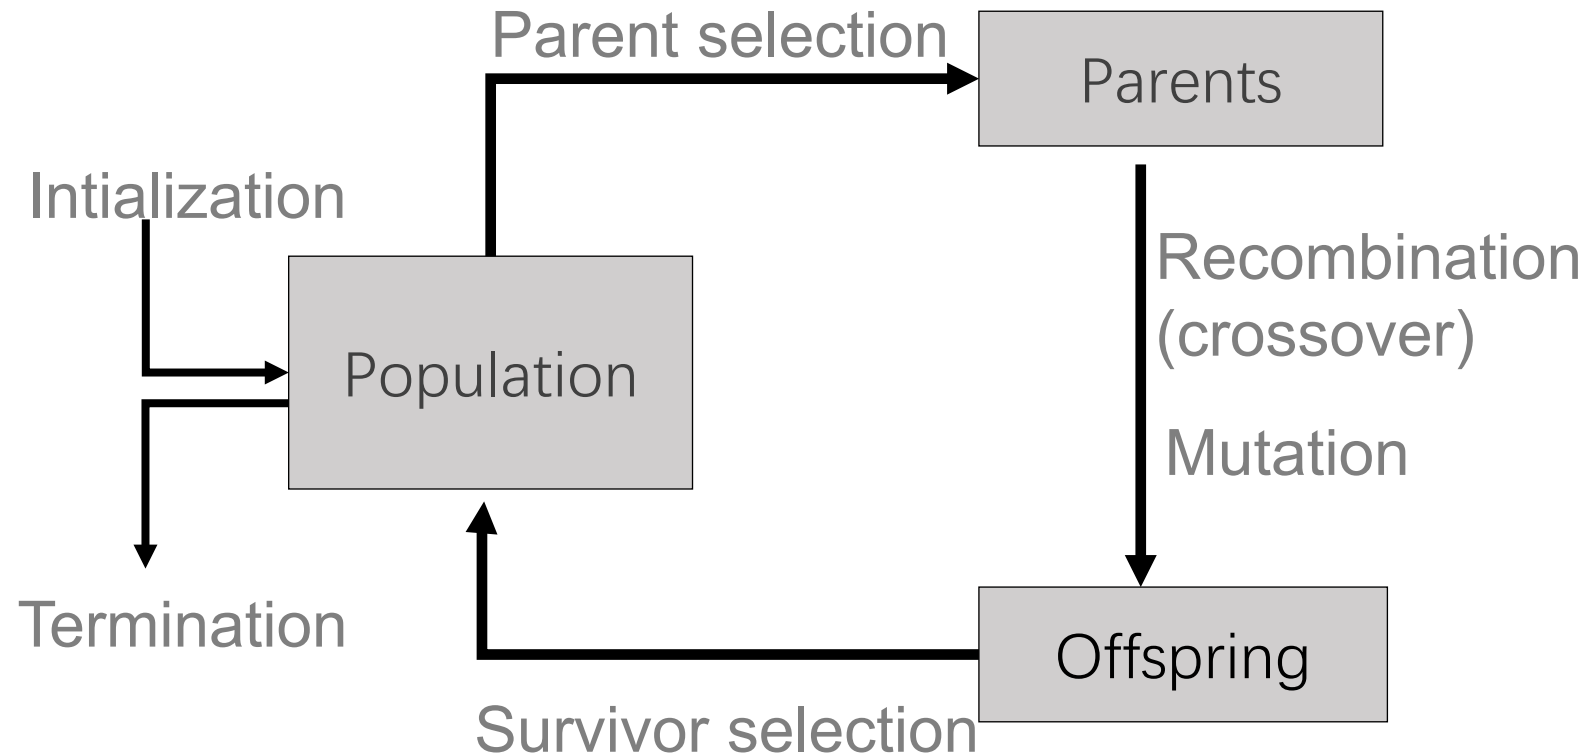 Parent selection
Parents
Intialization
Recombination
(crossover)
Population
Mutation
Termination
Offspring
Survivor selection